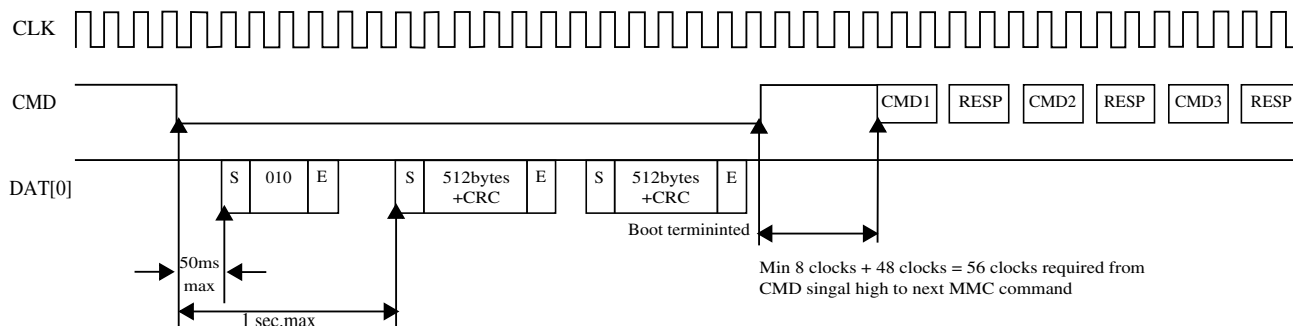 CLK
CMD
CMD1 RESP CMD2 RESP CMD3 RESP
DAT[0]
S 010 E
S 512bytes +CRC E
S 512bytes +CRC E
Boot termininted
50ms
max
1 sec.max
Min 8 clocks + 48 clocks = 56 clocks required from
CMD singal high to next MMC command